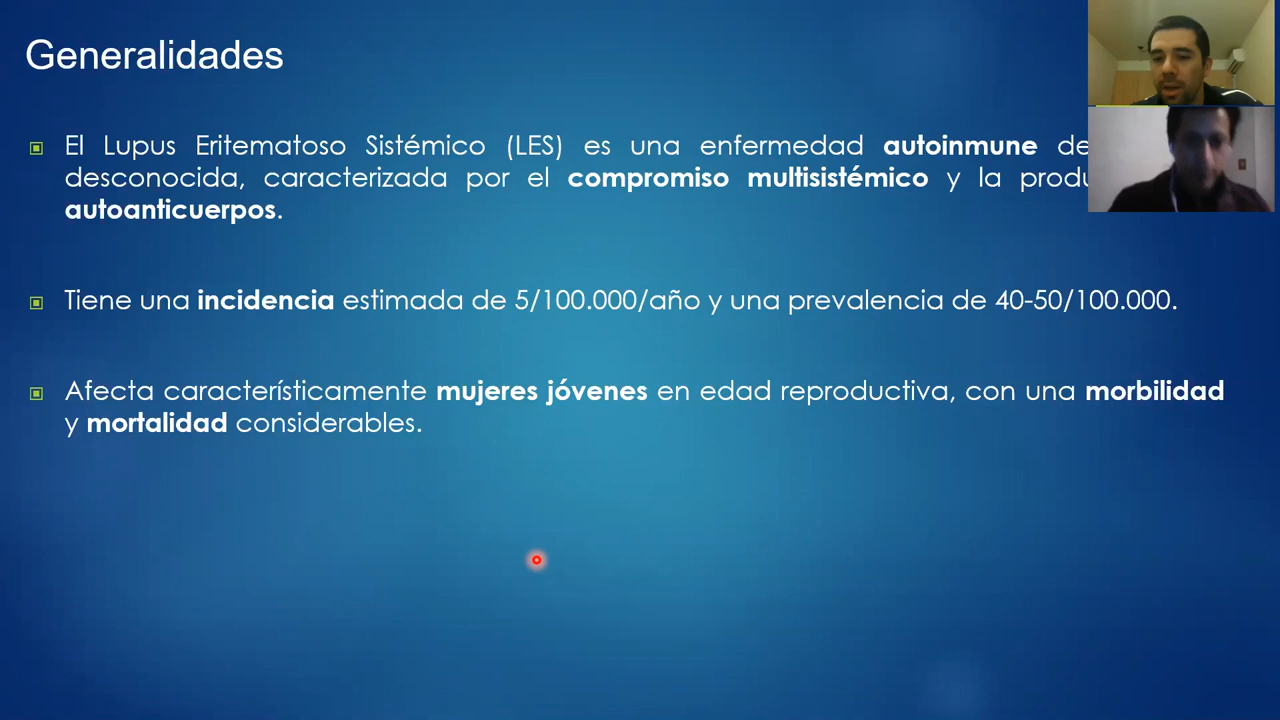 Generalidades
El Lupus Eritematoso Sistémico (LES) es una enfermedad autoinmune de
desconocida, caracterizada por el compromiso multisistémico y la
autoanticuerpos.
Tiene una incidencia estimada de 5/100.000/año y una prevalencia de 40-50/100.000.
Afecta característicamente mujeres jóvenes en edad reproductiva, con una morbilidad
y mortalidad considerables.